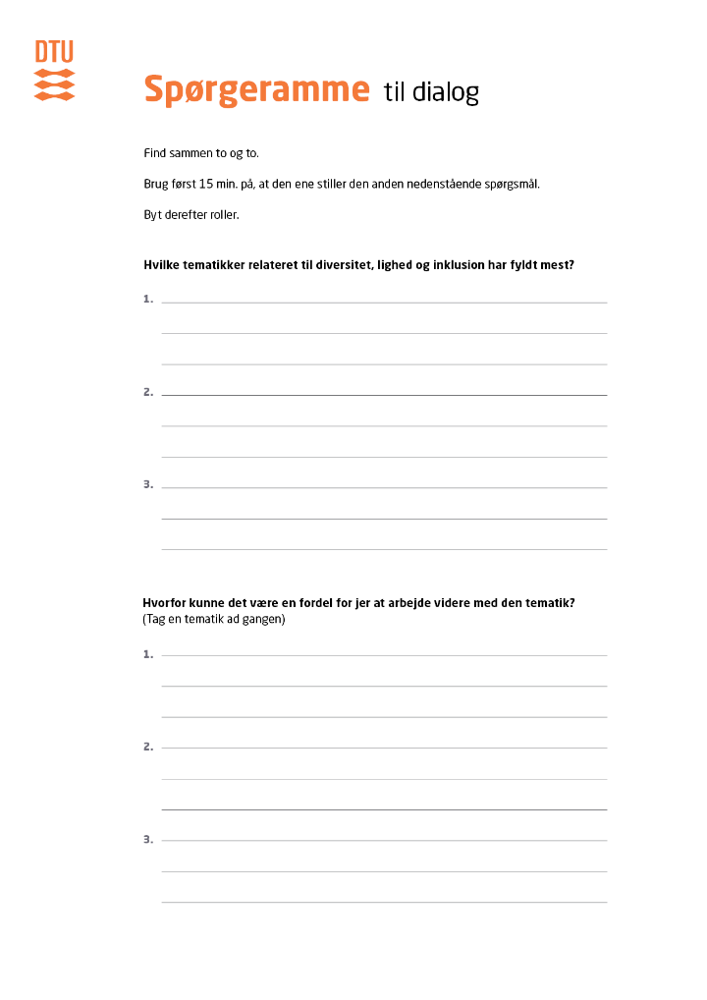 DTU
Spørgeramme til dialog
Find sammen to og to.
Brug først 15 min. på, at den ene stiller den anden nedenstående spørgsmål.
Byt derefter roller.
Hvilke tematikker relateret til diversitet, lighed og inklusion har fyldt mest?
1.
2.
3.
Hvorfor kunne det være en fordel for jer at arbejde videre med den tematik?
(Tag en tematik ad gangen)
1.
2.
3.